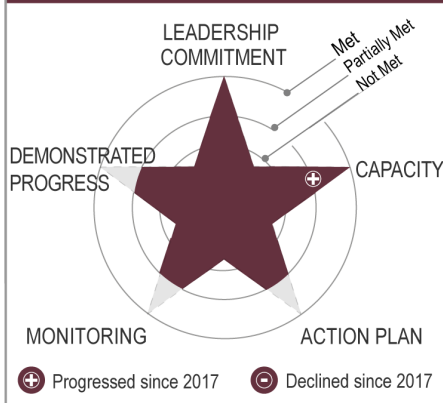 LEADERSHIP
COMMITMENT
Met
Partially Met
Not Met
DEMONSTRATED
PROGRESS
CAPACITY
MONITORING
ACTION PLAN
Progressed since 2017
Declined since 2017